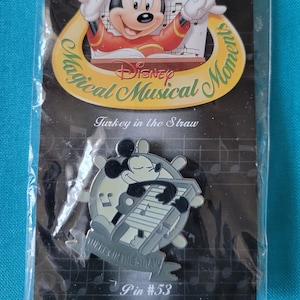 Disney
Magical Musical Moments
Turkey in the Straw
Pin #53